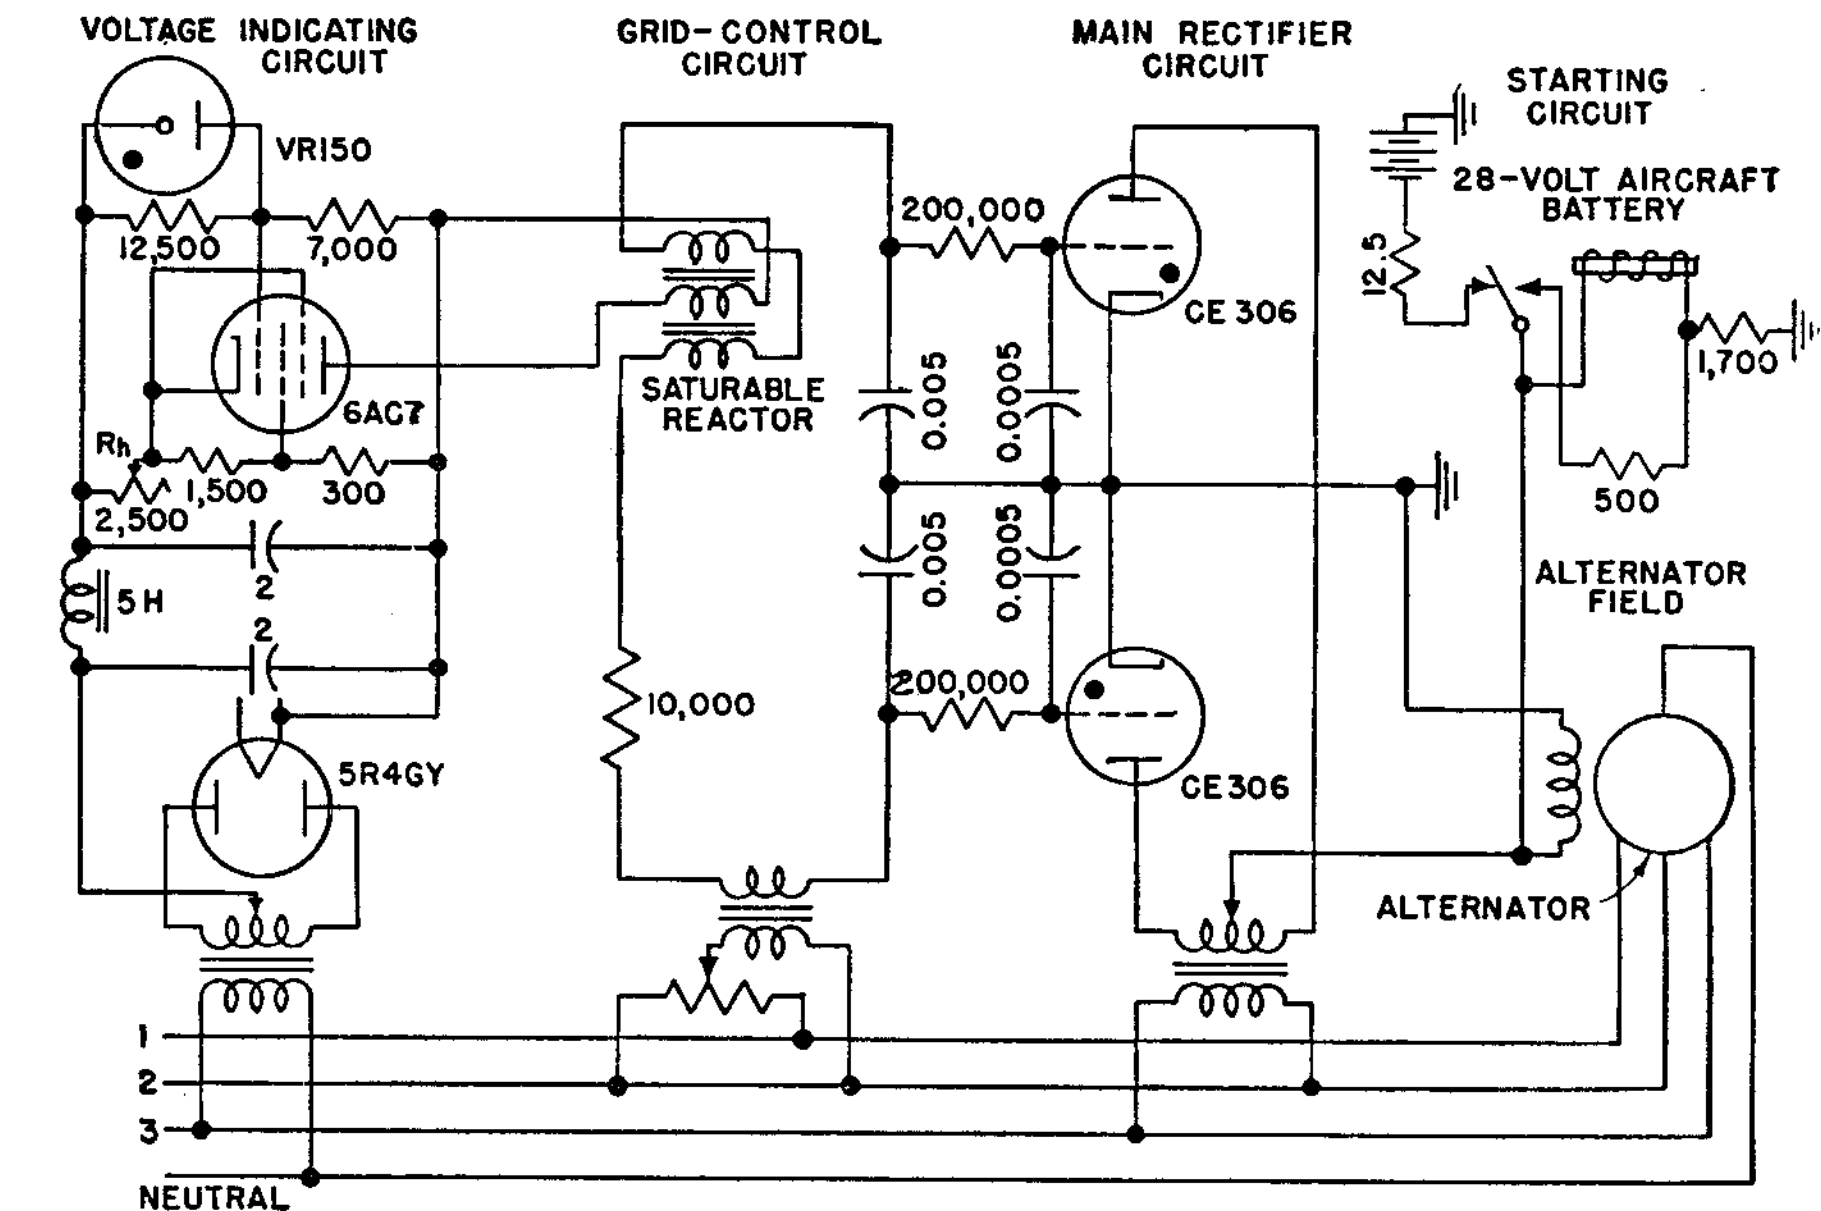 VOLTAGE INDICATING
CIRCUIT
GRID-CONTROL
CIRCUIT
MAIN RECTIFIER
CIRCUIT
STARTING
CIRCUIT
VR150
28-VOLT AIRCRAFT
BATTERY
200,000
12,500
7,000
12.5
CE 306
1,700
SATURABLE
REACTOR
6AC7
0.005
0.0005
Rh
1,500
300
2,500
500
0.005
0.0005
2
5H
2
ALTERNATOR
FIELD
200,000
10,000
5R4GY
CE306
ALTERNATOR
1
2
3
NEUTRAL